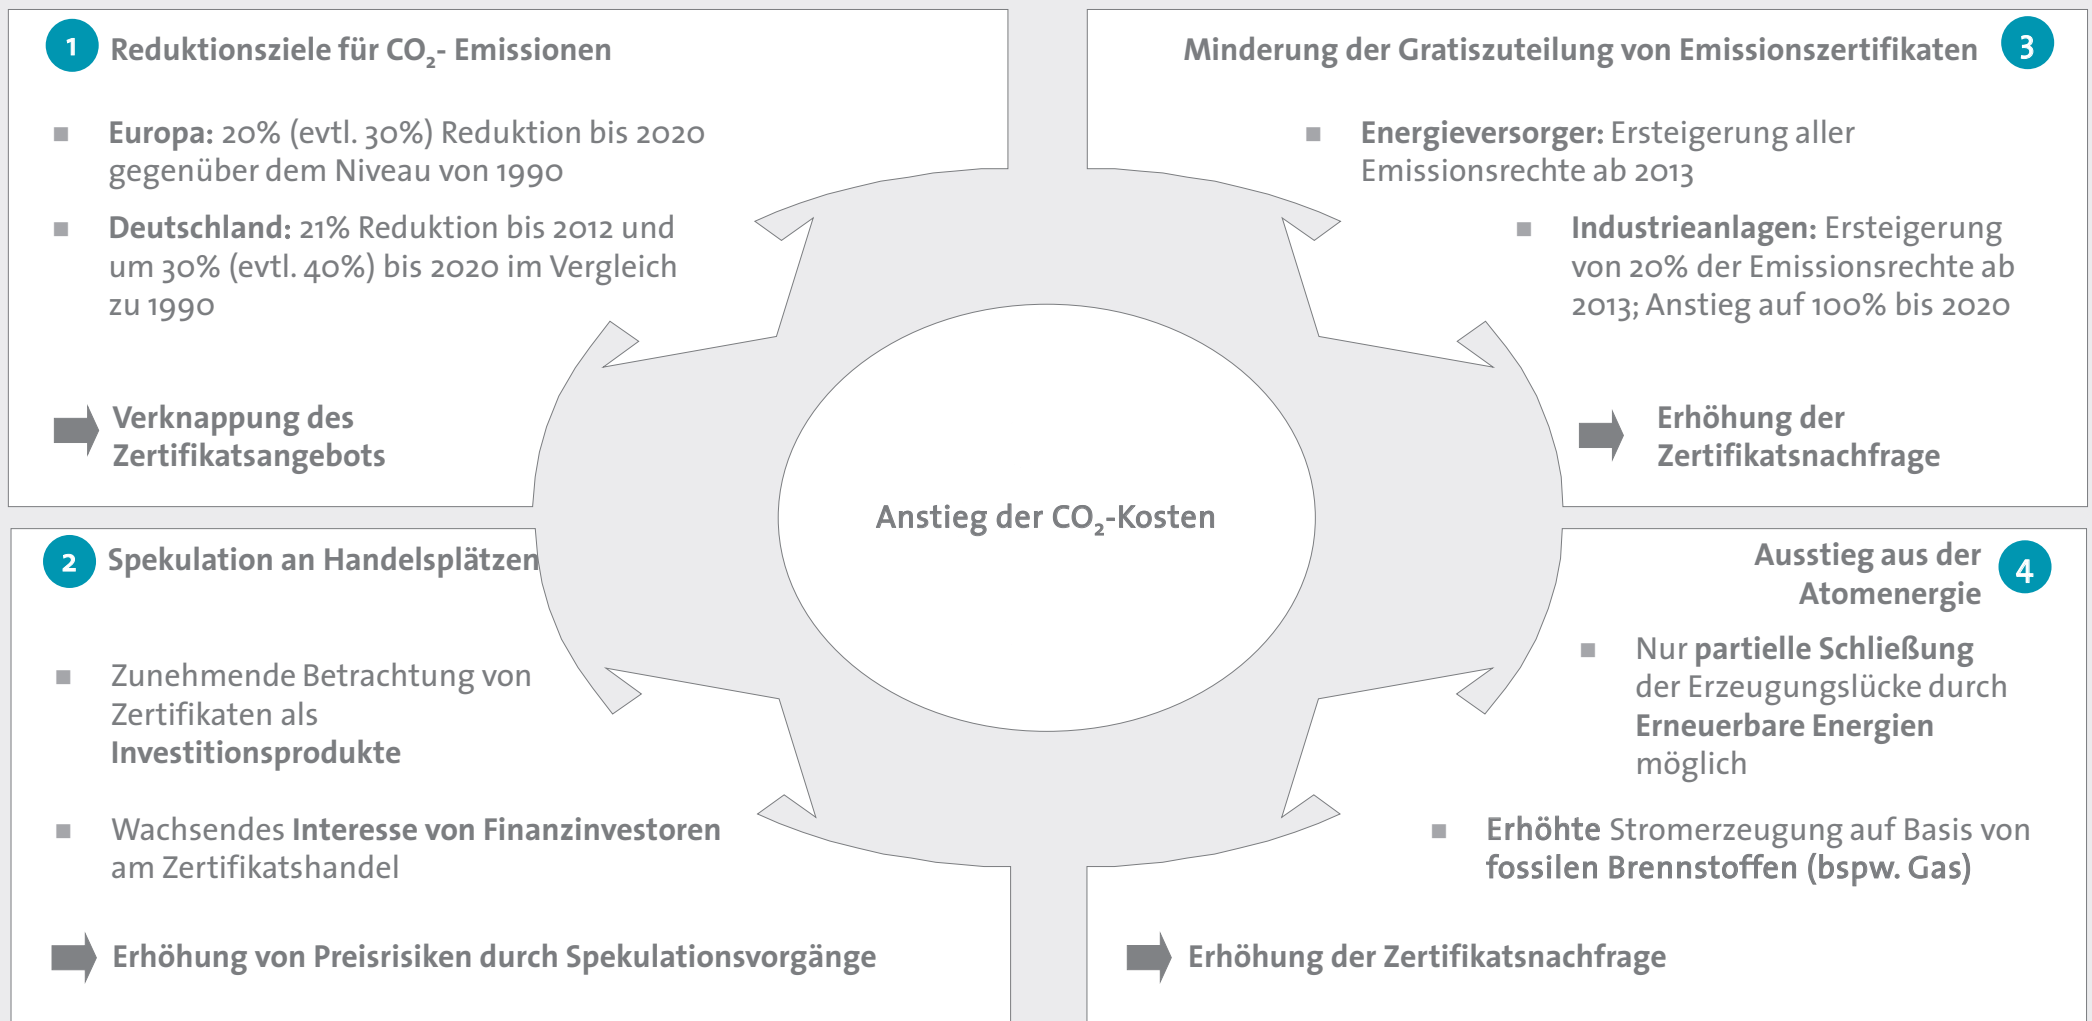 1 Reduktionsziele für CO₂- Emissionen
■ Europa: 20% (evtl. 30%) Reduktion bis 2020
gegenüber dem Niveau von 1990
■ Deutschland: 21% Reduktion bis 2012 und
um 30% (evtl. 40%) bis 2020 im Vergleich
zu 1990
Verknappung des
Zertifikatsangebots
Minderung der Gratiszuteilung von Emissionszertifikaten 3
■ Energieversorger: Ersteigerung aller
Emissionsrechte ab 2013
■ Industrieanlagen: Ersteigerung
von 20% der Emissionsrechte ab
2013; Anstieg auf 100% bis 2020
Erhöhung der
Zertifikatsnachfrage
Anstieg der CO₂-Kosten
2 Spekulation an Handelsplätzen
■ Zunehmende Betrachtung von
Zertifikaten als
Investitionsprodukte
■ Wachsendes Interesse von Finanzinvestoren
am Zertifikatshandel
Erhöhung von Preisrisiken durch Spekulationsvorgänge
Ausstieg aus der 4
Atomenergie
■ Nur partielle Schließung
der Erzeugungslücke durch
Erneuerbare Energien
möglich
■ Erhöhte Stromerzeugung auf Basis von
fossilen Brennstoffen (bspw. Gas)
Erhöhung der Zertifikatsnachfrage